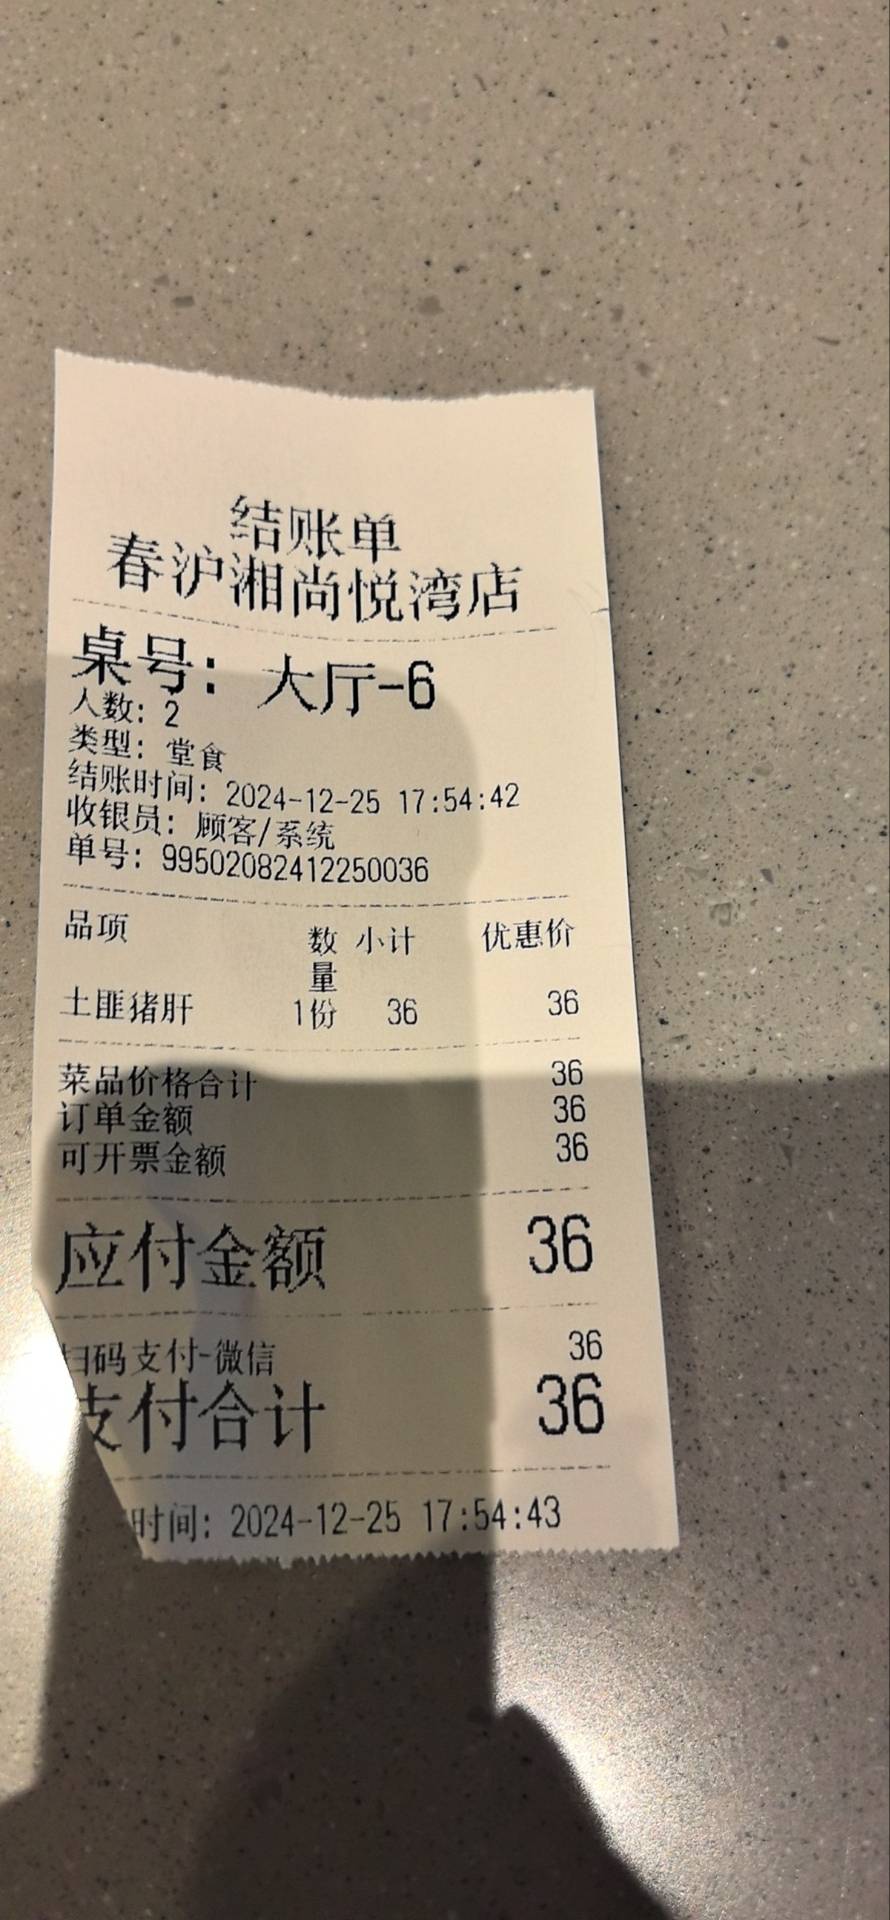 结账单
春沪湘尚悦湾店
桌号：大厅-6
人数：2
类型：堂食
结账时间：2024-12-25 17:54:42
收银员：顾客/系统
单号：99502082412250036
品项 数量 小计 优惠价
土匪猪肝 1份 36 36
菜品价格合计 36
订单金额 36
可开票金额 36
应付金额 36
扫码支付-微信 36
支付合计 36
时间：2024-12-25 17:54:43